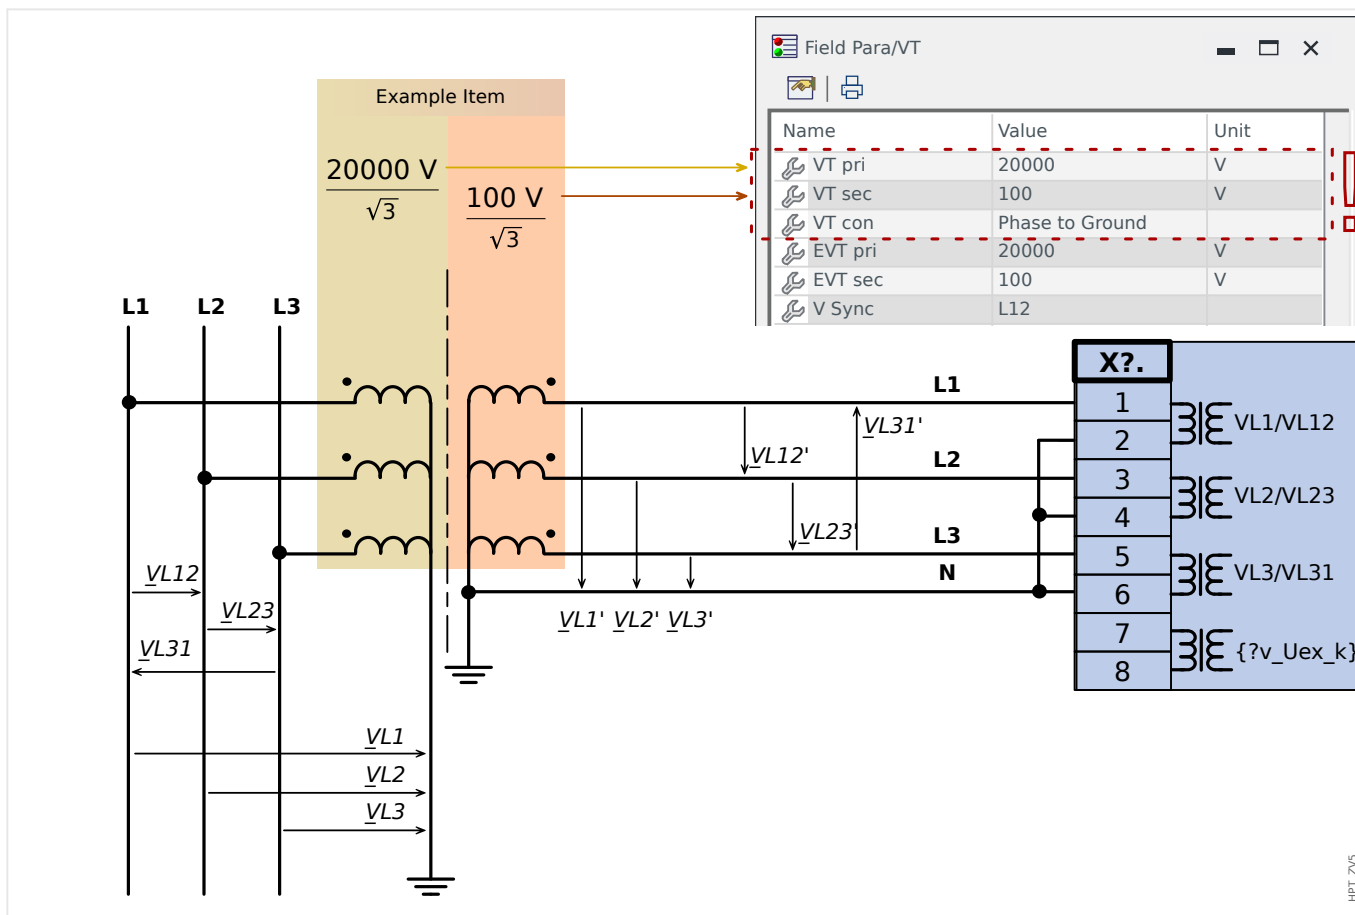 Field Para/VT
Example Item
Name Value Unit
VT pri 20000 V
VT sec 100 V
VT con Phase to Ground
EVT pri 20000 V
EVT sec 100 V
V Sync L12
20000 V
√3
100 V
√3
L1 L2 L3
X?.
L1
L2
L3
N
1
2
3
4
5
6
7
8
VL1/VL12
VL2/VL23
VL3/VL31
{?v_Uex_k}
VL31'
VL12'
VL23'
VL1' VL2' VL3'
VL12
VL23
VL31
VL1
VL2
VL3
HPT_ZV5